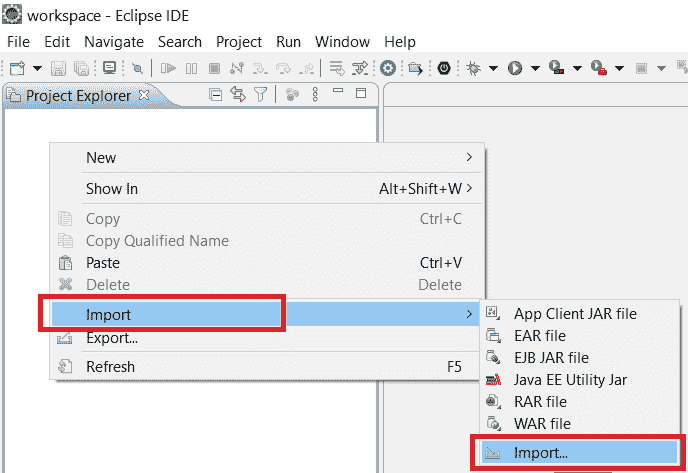 workspace - Eclipse IDE
File Edit Navigate Search Project Run Window Help
Project Explorer
New
Show In Alt+Shift+W
Copy Ctrl+C
Copy Qualified Name
Paste Ctrl+V
Delete Delete
Import
Export...
Refresh F5
App Client JAR file
EAR file
EJB JAR file
Java EE Utility Jar
RAR file
WAR file
Import...